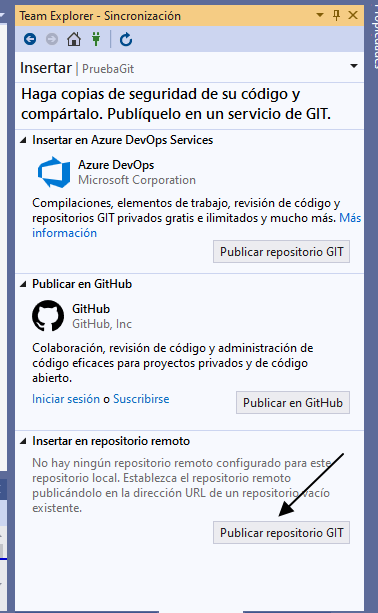 Team Explorer - Sincronización
Propiedades
Insertar | PruebaGit
Haga copias de seguridad de su código y
compártalo. Publíquelo en un servicio de GIT.
Insertar en Azure DevOps Services
Azure DevOps
Microsoft Corporation
Compilaciones, elementos de trabajo, revisión de código y
repositorios GIT privados gratis e ilimitados y mucho más. Más
información
Publicar repositorio GIT
Publicar en GitHub
GitHub
GitHub, Inc
Colaboración, revisión de código y administración de
código eficaces para proyectos privados y de código
abierto.
Iniciar sesión o Suscribirse
Publicar en GitHub
Insertar en repositorio remoto
No hay ningún repositorio remoto configurado para este
repositorio local. Establezca el repositorio remoto
publicándolo en la dirección URL de un repositorio vacío
existente.
Publicar repositorio GIT